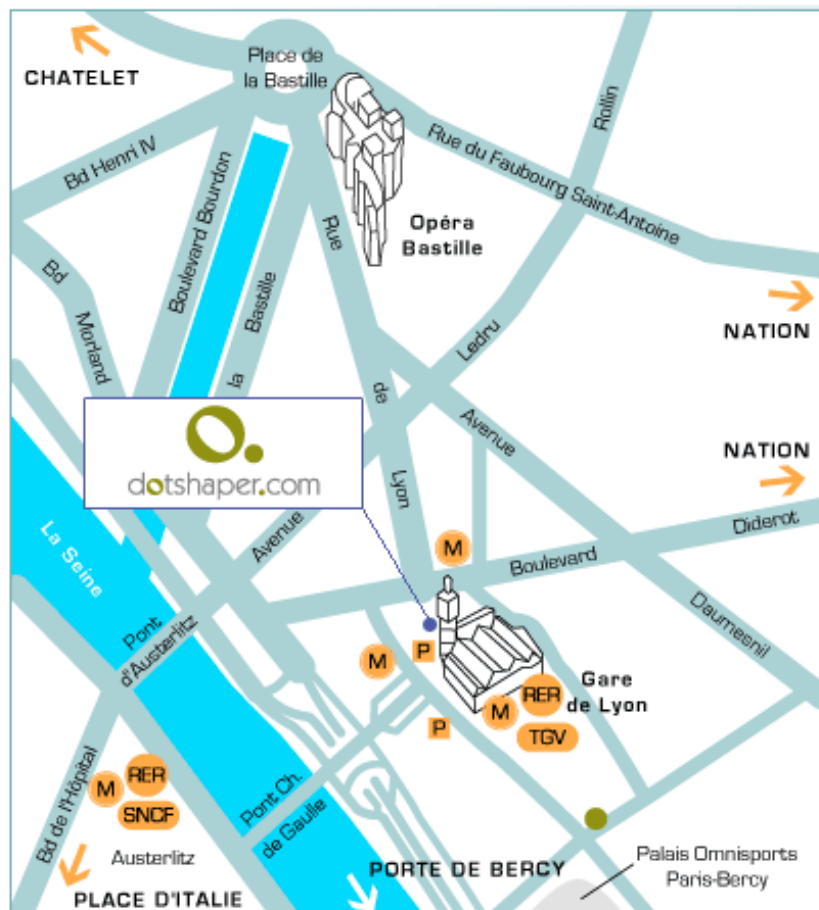 Place de
la Bastille
CHATELET
Rollin
Bd Henri IV
Rue du Faubourg Saint-Antoine
Boulevard Bourdon
Opéra
Bastille
Rue
Bd
Bastille
NATION
Morland
Ledru
la
de
Avenue
dotshaper.com
NATION
Lyon
Diderot
La Seine
Avenue
M
Boulevard
Daumesnil
Pont
d'Austerlitz
P
M
Gare
de Lyon
RER
M
TGV
P
Bd de l'Hôpital
RER
M
SNCF
Pont Ch.
de Gaulle
Austerlitz
PORTE DE BERCY
Palais Omnisports
Paris-Bercy
PLACE D'ITALIE